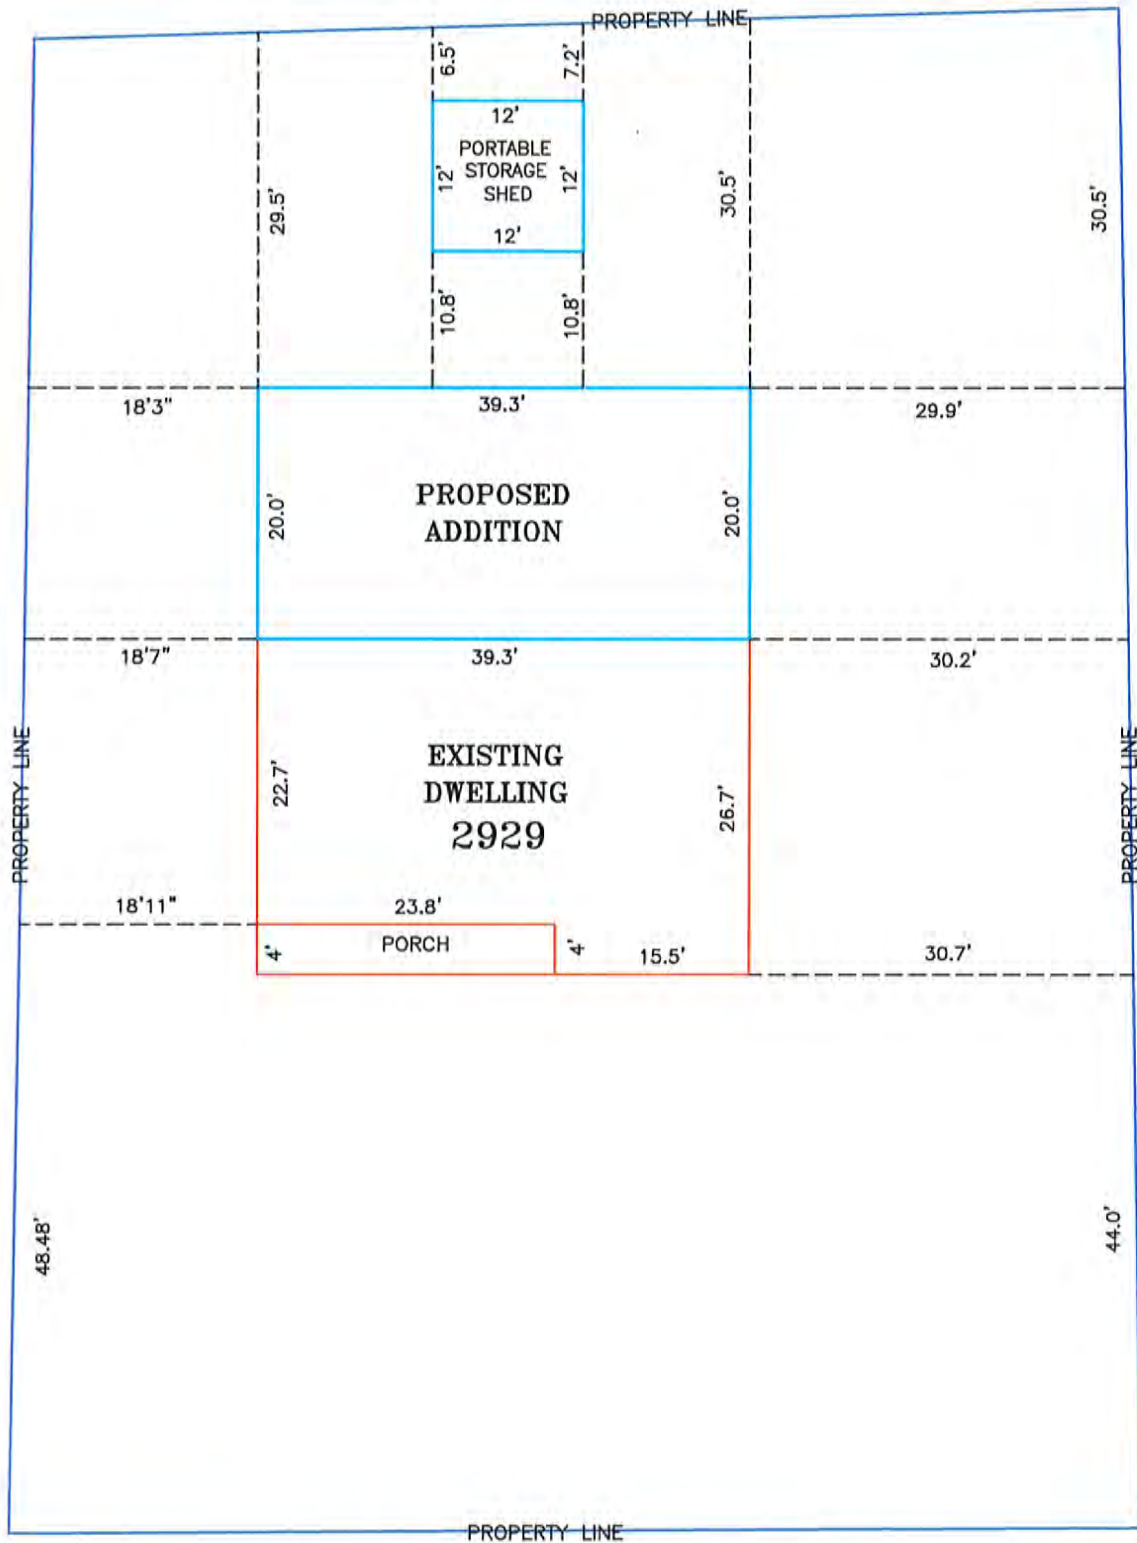 PROPERTY LINE
6.5'
7.2'
12'
PORTABLE
STORAGE
SHED
12'
12'
12'
29.5'
30.5'
30.5'
10.8'
10.8'
18'3"
39.3'
29.9'
PROPOSED
ADDITION
20.0'
20.0'
18'7"
39.3'
30.2'
PROPERTY LINE
PROPERTY LINE
EXISTING
DWELLING
2929
22.7'
26.7'
18'11"
23.8'
4'
PORCH
4'
15.5'
30.7'
48.48'
44.0'
PROPERTY LINE